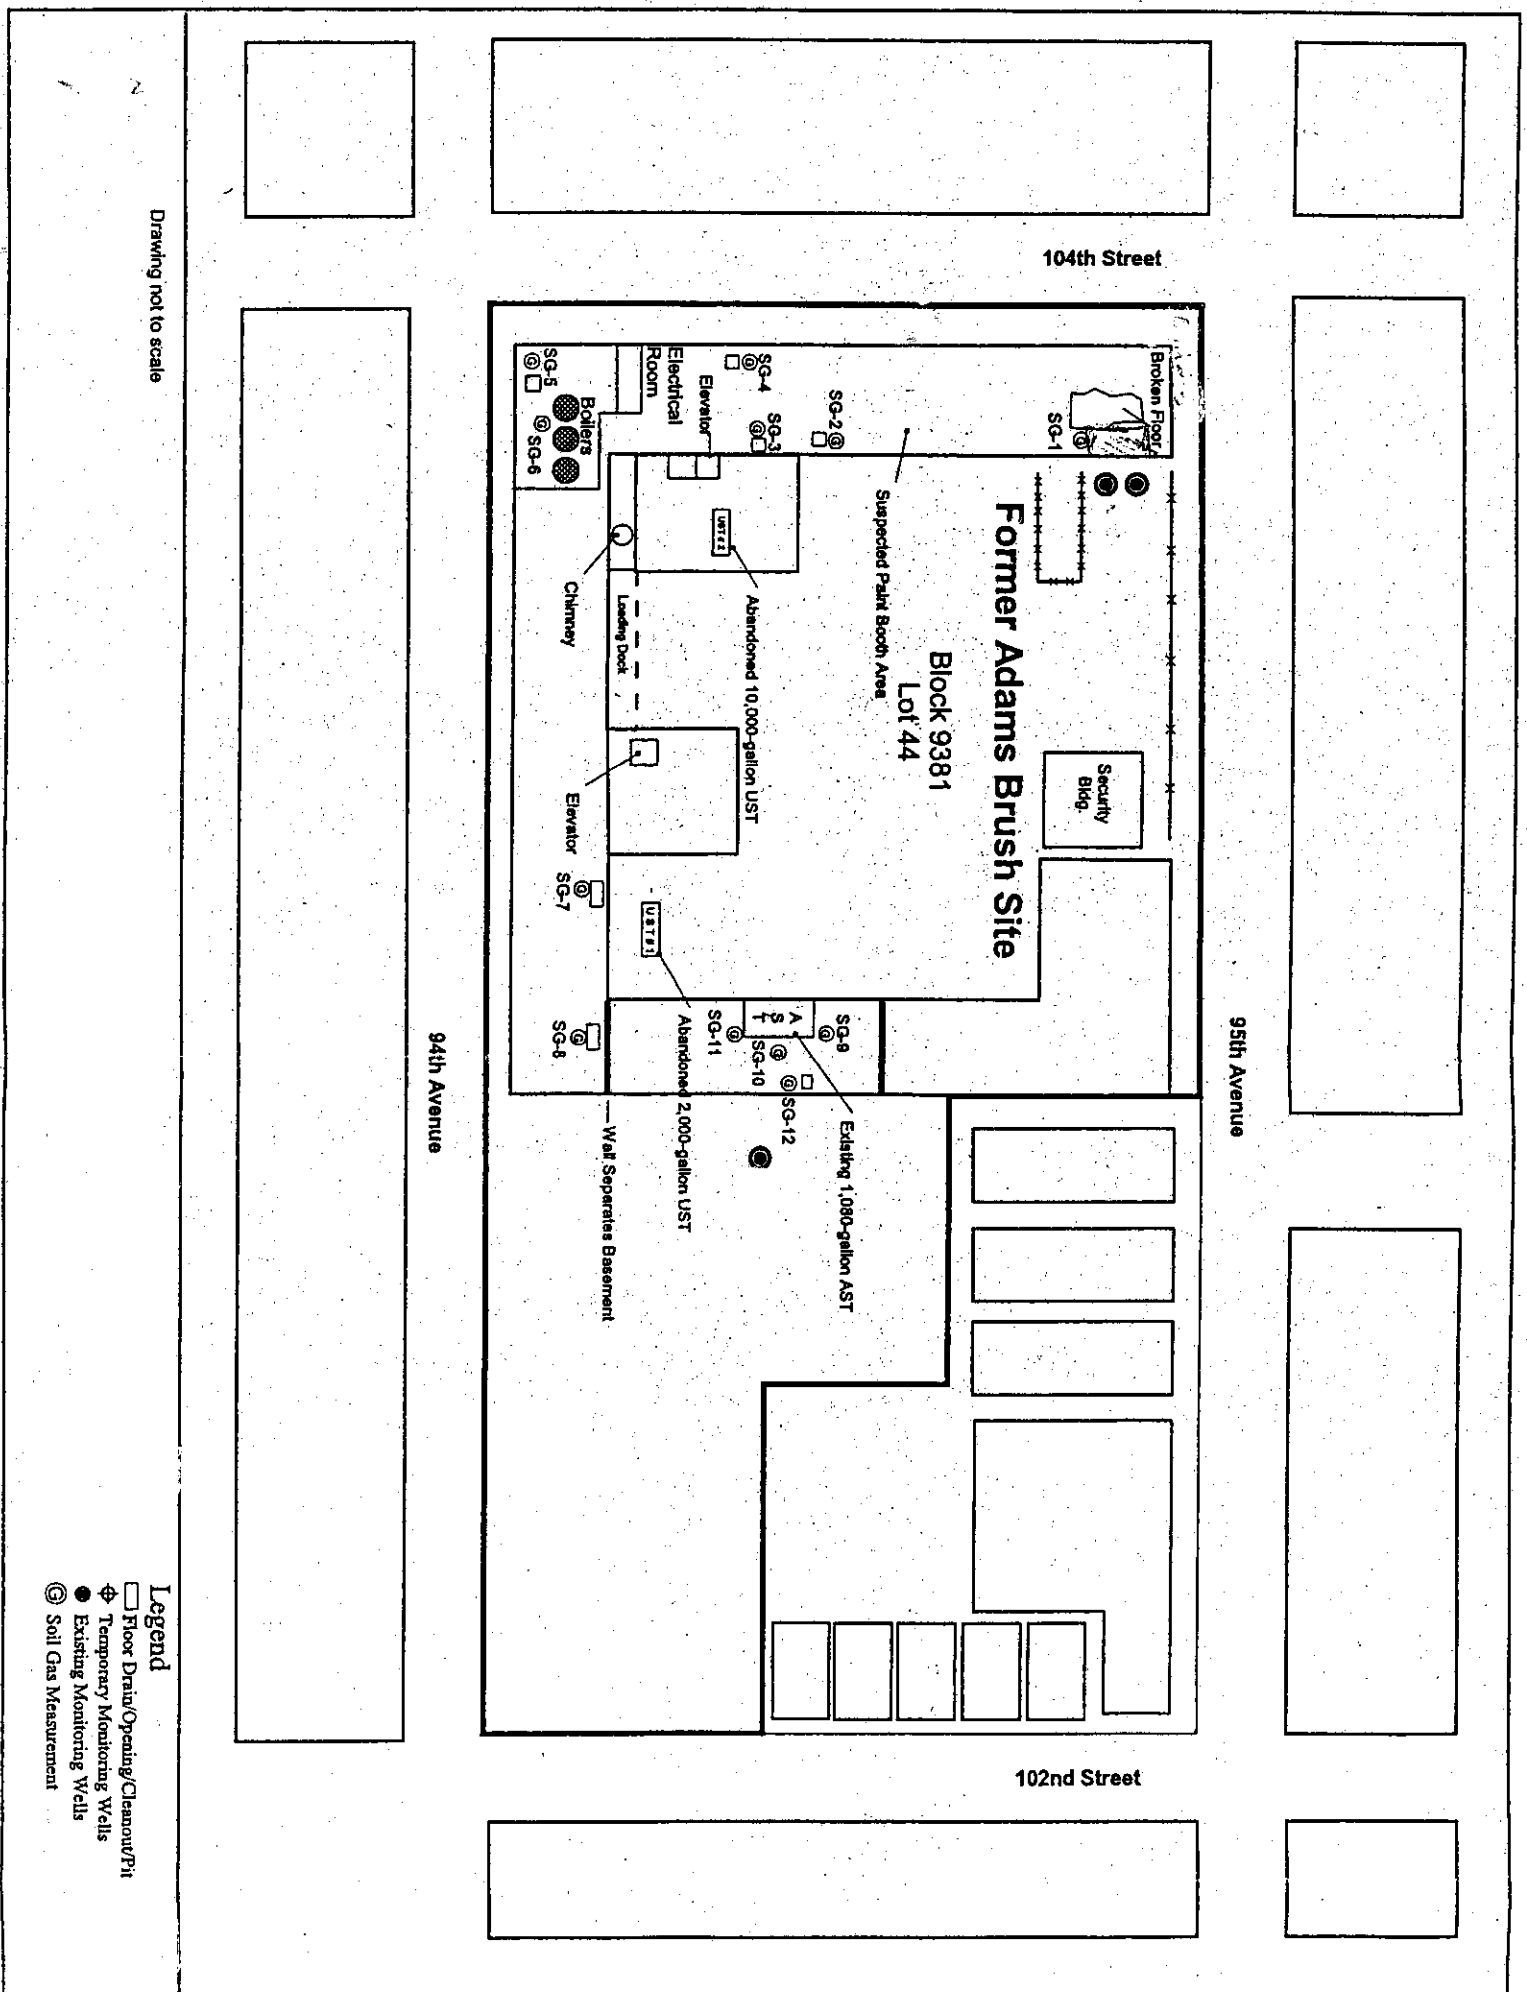 104th Street
95th Avenue
Broken Floor
SG-1
Former Adams Brush Site
Block 9381
Lot 44
Security
Bldg.
Suspected Paint Booth Area
SG-2
SG-3
SG-4
Elevator
Electrical
Room
SG-5
Boilers
SG-6
UST#2
Abandoned 10,000-gallon UST
Chimney
Loading Dock
Elevator
SG-7
UST#1
Abandoned 2,000-gallon UST
SG-8
SG-9
AST
SG-10
SG-11
SG-12
Existing 1,080-gallon AST
Wall Separates Basement
94th Avenue
102nd Street
Drawing not to scale
Legend
Floor Drain/Opening/Cleanout/Pit
Temporary Monitoring Wells
Existing Monitoring Wells
G Soil Gas Measurement